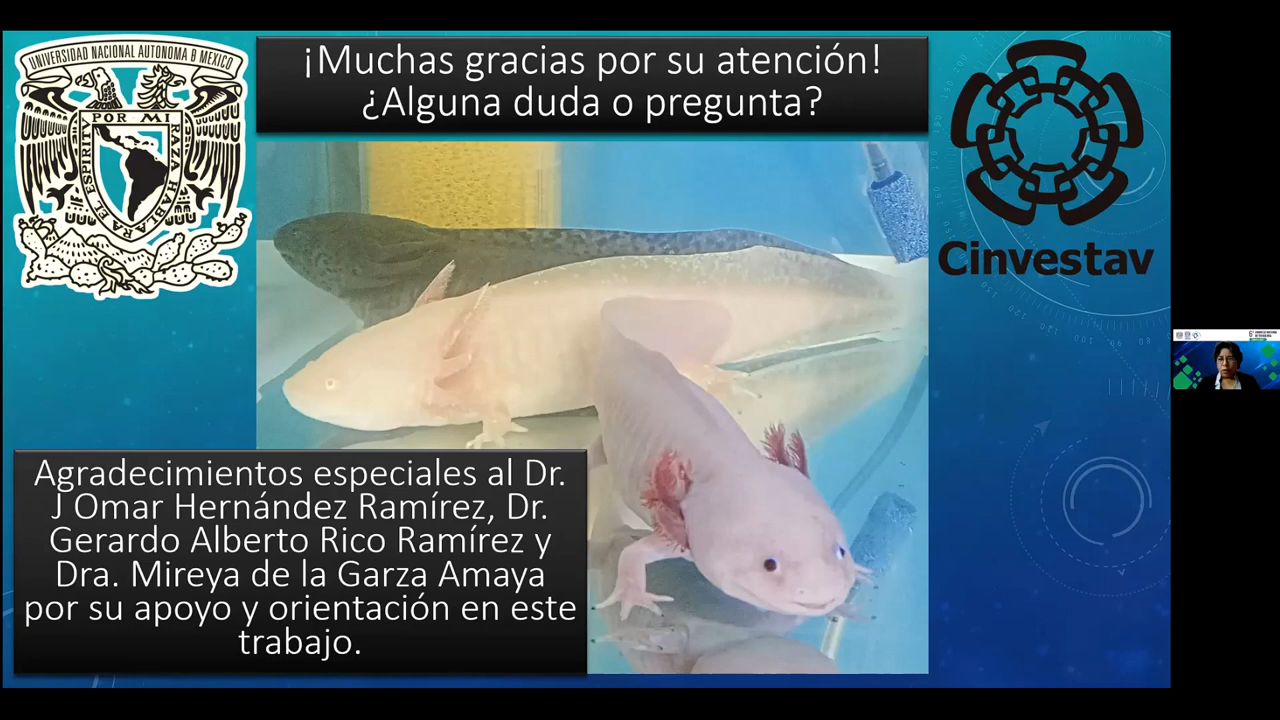 UNIVERSIDAD NACIONAL AUTONOMA D MEXICO
POR MI
RAZA HABLARA EL ESPIRITU
¡Muchas gracias por su atención!
¿Alguna duda o pregunta?
Cinvestav
Agradecimientos especiales al Dr.
J Omar Hernández Ramírez, Dr.
Gerardo Alberto Rico Ramírez y
Dra. Mireya de la Garza Amaya
por su apoyo y orientación en este
trabajo.